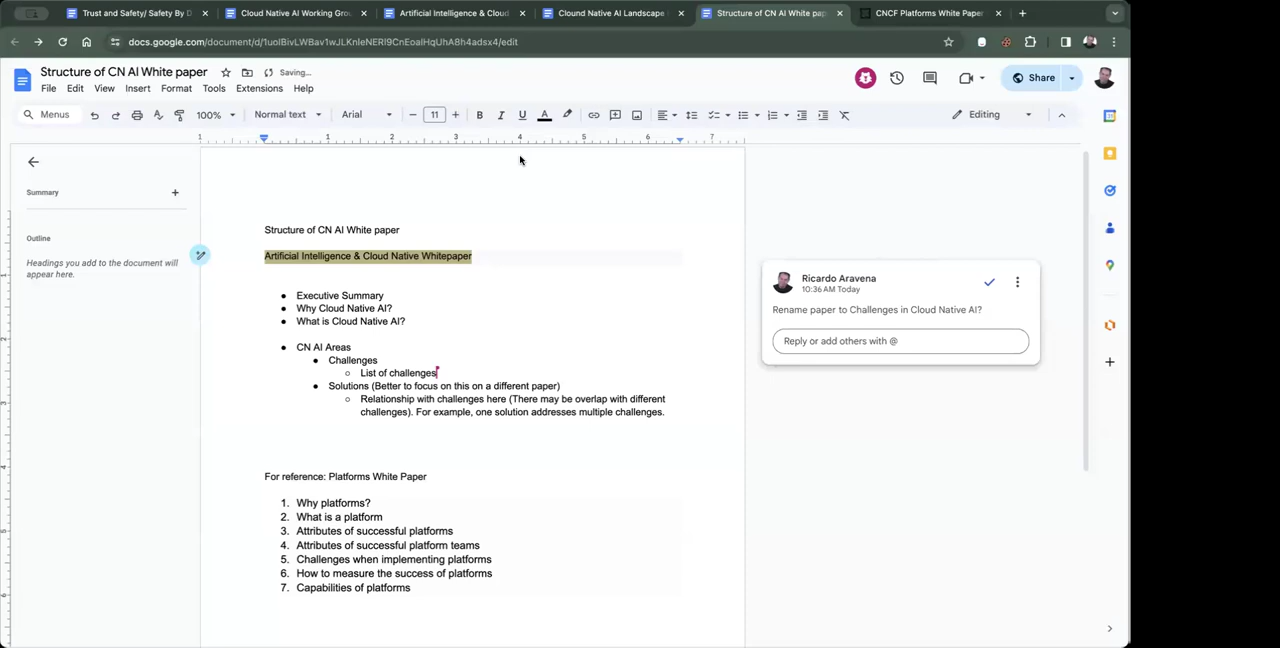 Trust and Safety/ Safety By D
Cloud Native AI Working Grou
Artificial Intelligence & Cloud
Clound Native AI Landscape
Structure of CN AI White pap
CNCF Platforms White Paper
docs.google.com/document/d/1uolBivLWBav1wJLKnleNERl9CnEoalHqUhA8h4adsx4/edit
Structure of CN AI White paper
Saving...
File Edit View Insert Format Tools Extensions Help
Share
Menus
100%
Normal text
Arial
11
Editing
1 1 2 3 4 5 6 7
Summary
Outline
Headings you add to the document will
appear here.
Structure of CN AI White paper
Artificial Intelligence & Cloud Native Whitepaper
● Executive Summary
● Why Cloud Native AI?
● What is Cloud Native AI?
● CN AI Areas
● Challenges
○ List of challenges
● Solutions (Better to focus on this on a different paper)
○ Relationship with challenges here (There may be overlap with different
challenges). For example, one solution addresses multiple challenges.
For reference: Platforms White Paper
1. Why platforms?
2. What is a platform
3. Attributes of successful platforms
4. Attributes of successful platform teams
5. Challenges when implementing platforms
6. How to measure the success of platforms
7. Capabilities of platforms
Ricardo Aravena
10:36 AM Today
Rename paper to Challenges in Cloud Native AI?
Reply or add others with @